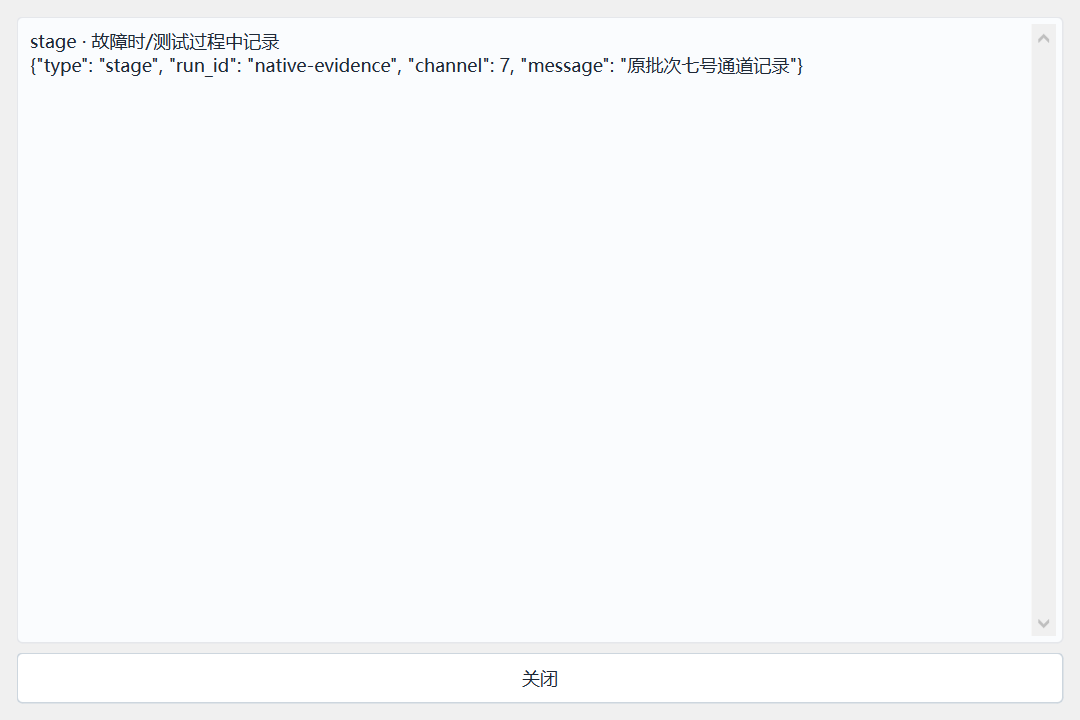 stage · 故障时/测试过程中记录
{"type": "stage", "run_id": "native-evidence", "channel": 7, "message": "原批次七号通道记录"}
关闭